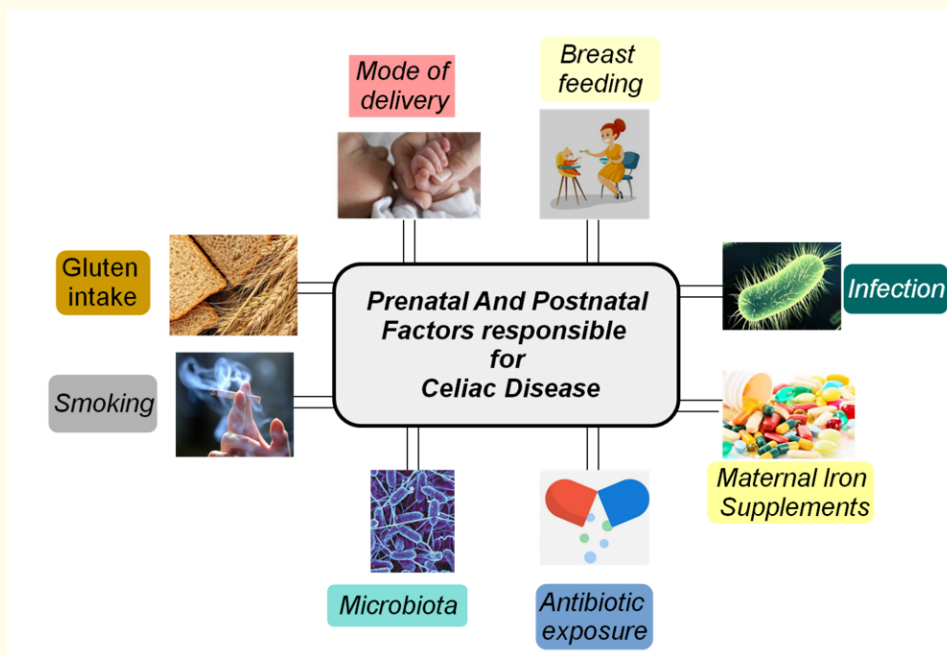 Mode of
delivery
Breast
feeding
Gluten
intake
Prenatal And Postnatal
Factors responsible
for
Celiac Disease
Infection
Smoking
Maternal Iron
Supplements
Microbiota
Antibiotic
exposure